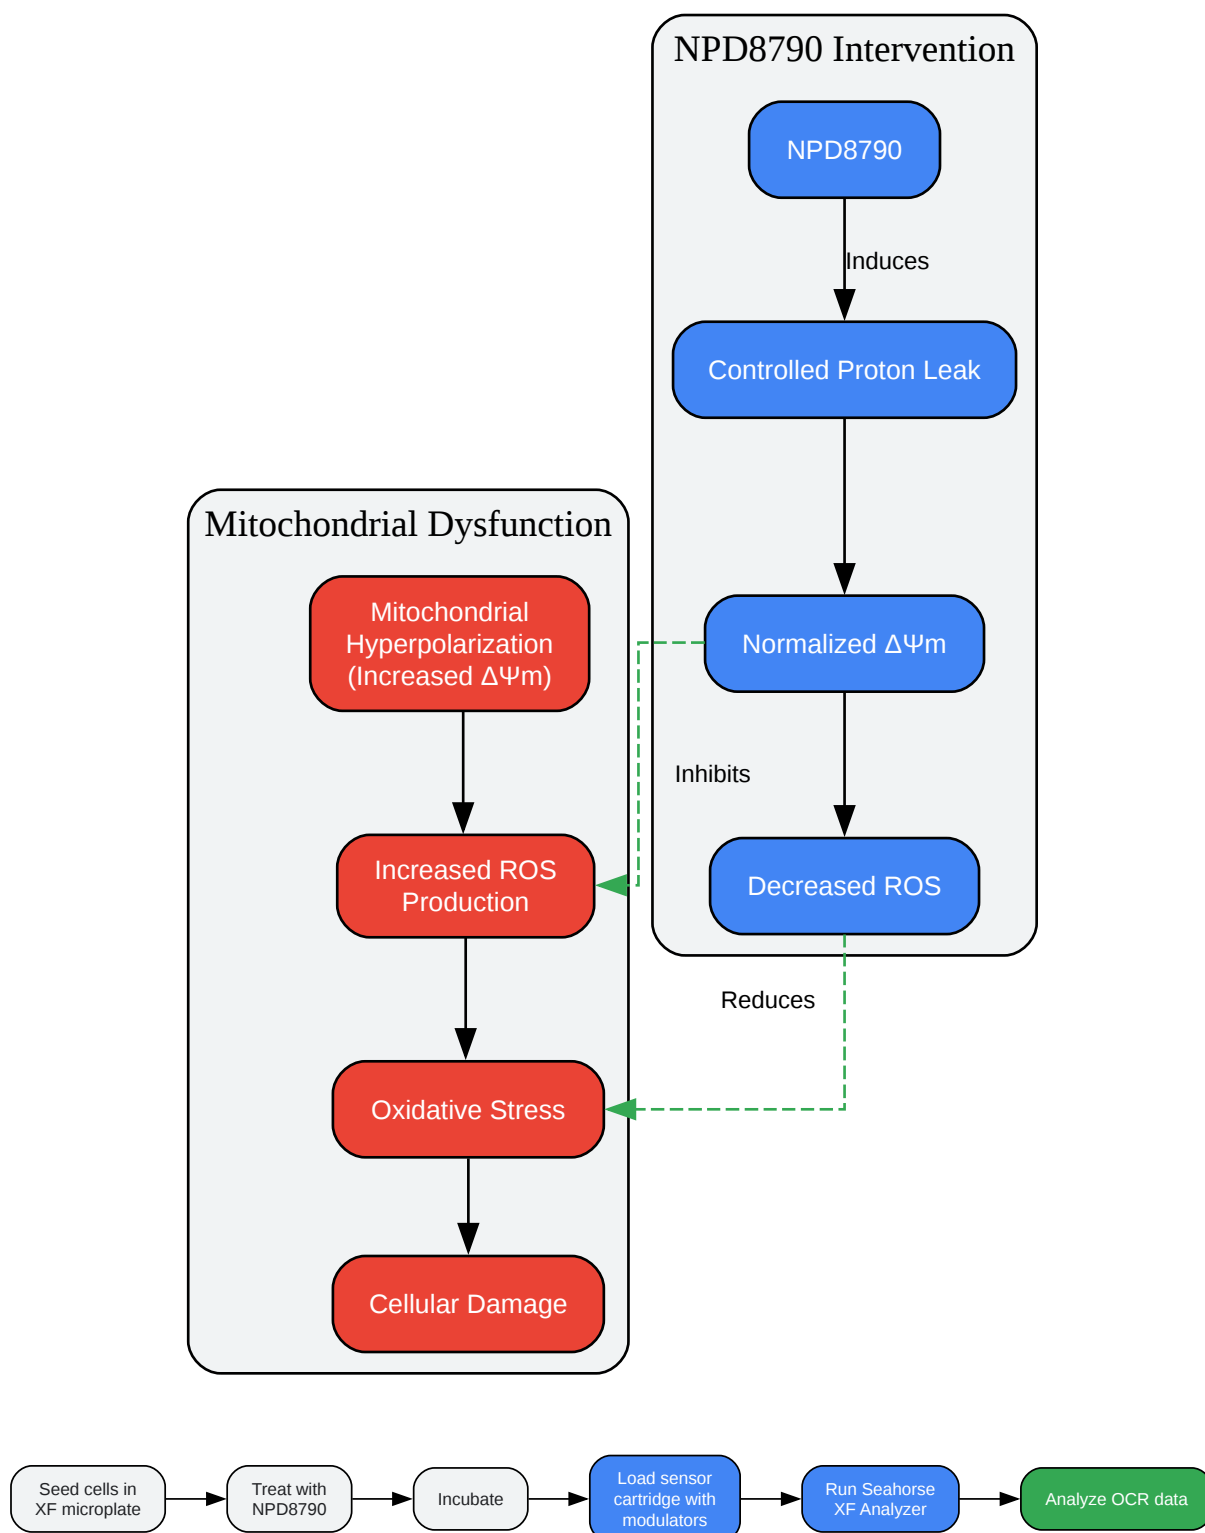 NPD8790 Intervention
NPD8790
Induces
Controlled Proton Leak
Normalized ΔΨm
Inhibits
Decreased ROS
Reduces
Mitochondrial Dysfunction
Mitochondrial
Hyperpolarization
(Increased ΔΨm)
Increased ROS
Production
Oxidative Stress
Cellular Damage
Seed cells in
XF microplate
Treat with
NPD8790
Incubate
Load sensor
cartridge with
modulators
Run Seahorse
XF Analyzer
Analyze OCR data